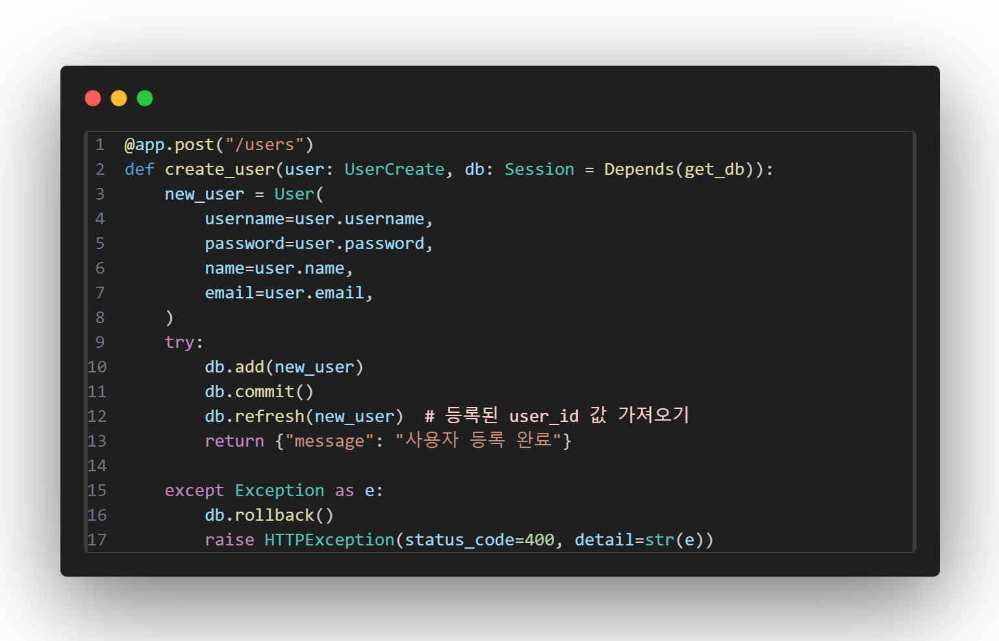 1 @app.post("/users")
2 def create_user(user: UserCreate, db: Session = Depends(get_db)):
3     new_user = User(
4         username=user.username,
5         password=user.password,
6         name=user.name,
7         email=user.email,
8     )
9     try:
10         db.add(new_user)
11         db.commit()
12         db.refresh(new_user)  # 등록된 user_id 값 가져오기
13         return {"message": "사용자 등록 완료"}
14
15     except Exception as e:
16         db.rollback()
17         raise HTTPException(status_code=400, detail=str(e))